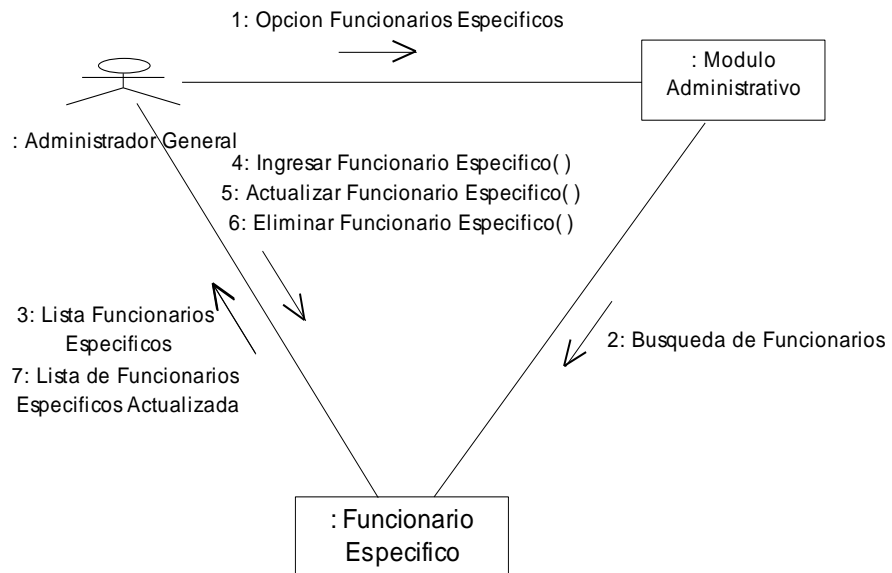 1: Opcion Funcionarios Especificos
: Modulo
Administrativo
: Administrador General
4: Ingresar Funcionario Especifico( )
5: Actualizar Funcionario Especifico( )
6: Eliminar Funcionario Especifico( )
3: Lista Funcionarios
Especificos
7: Lista de Funcionarios
Especificos Actualizada
2: Busqueda de Funcionarios
: Funcionario
Especifico